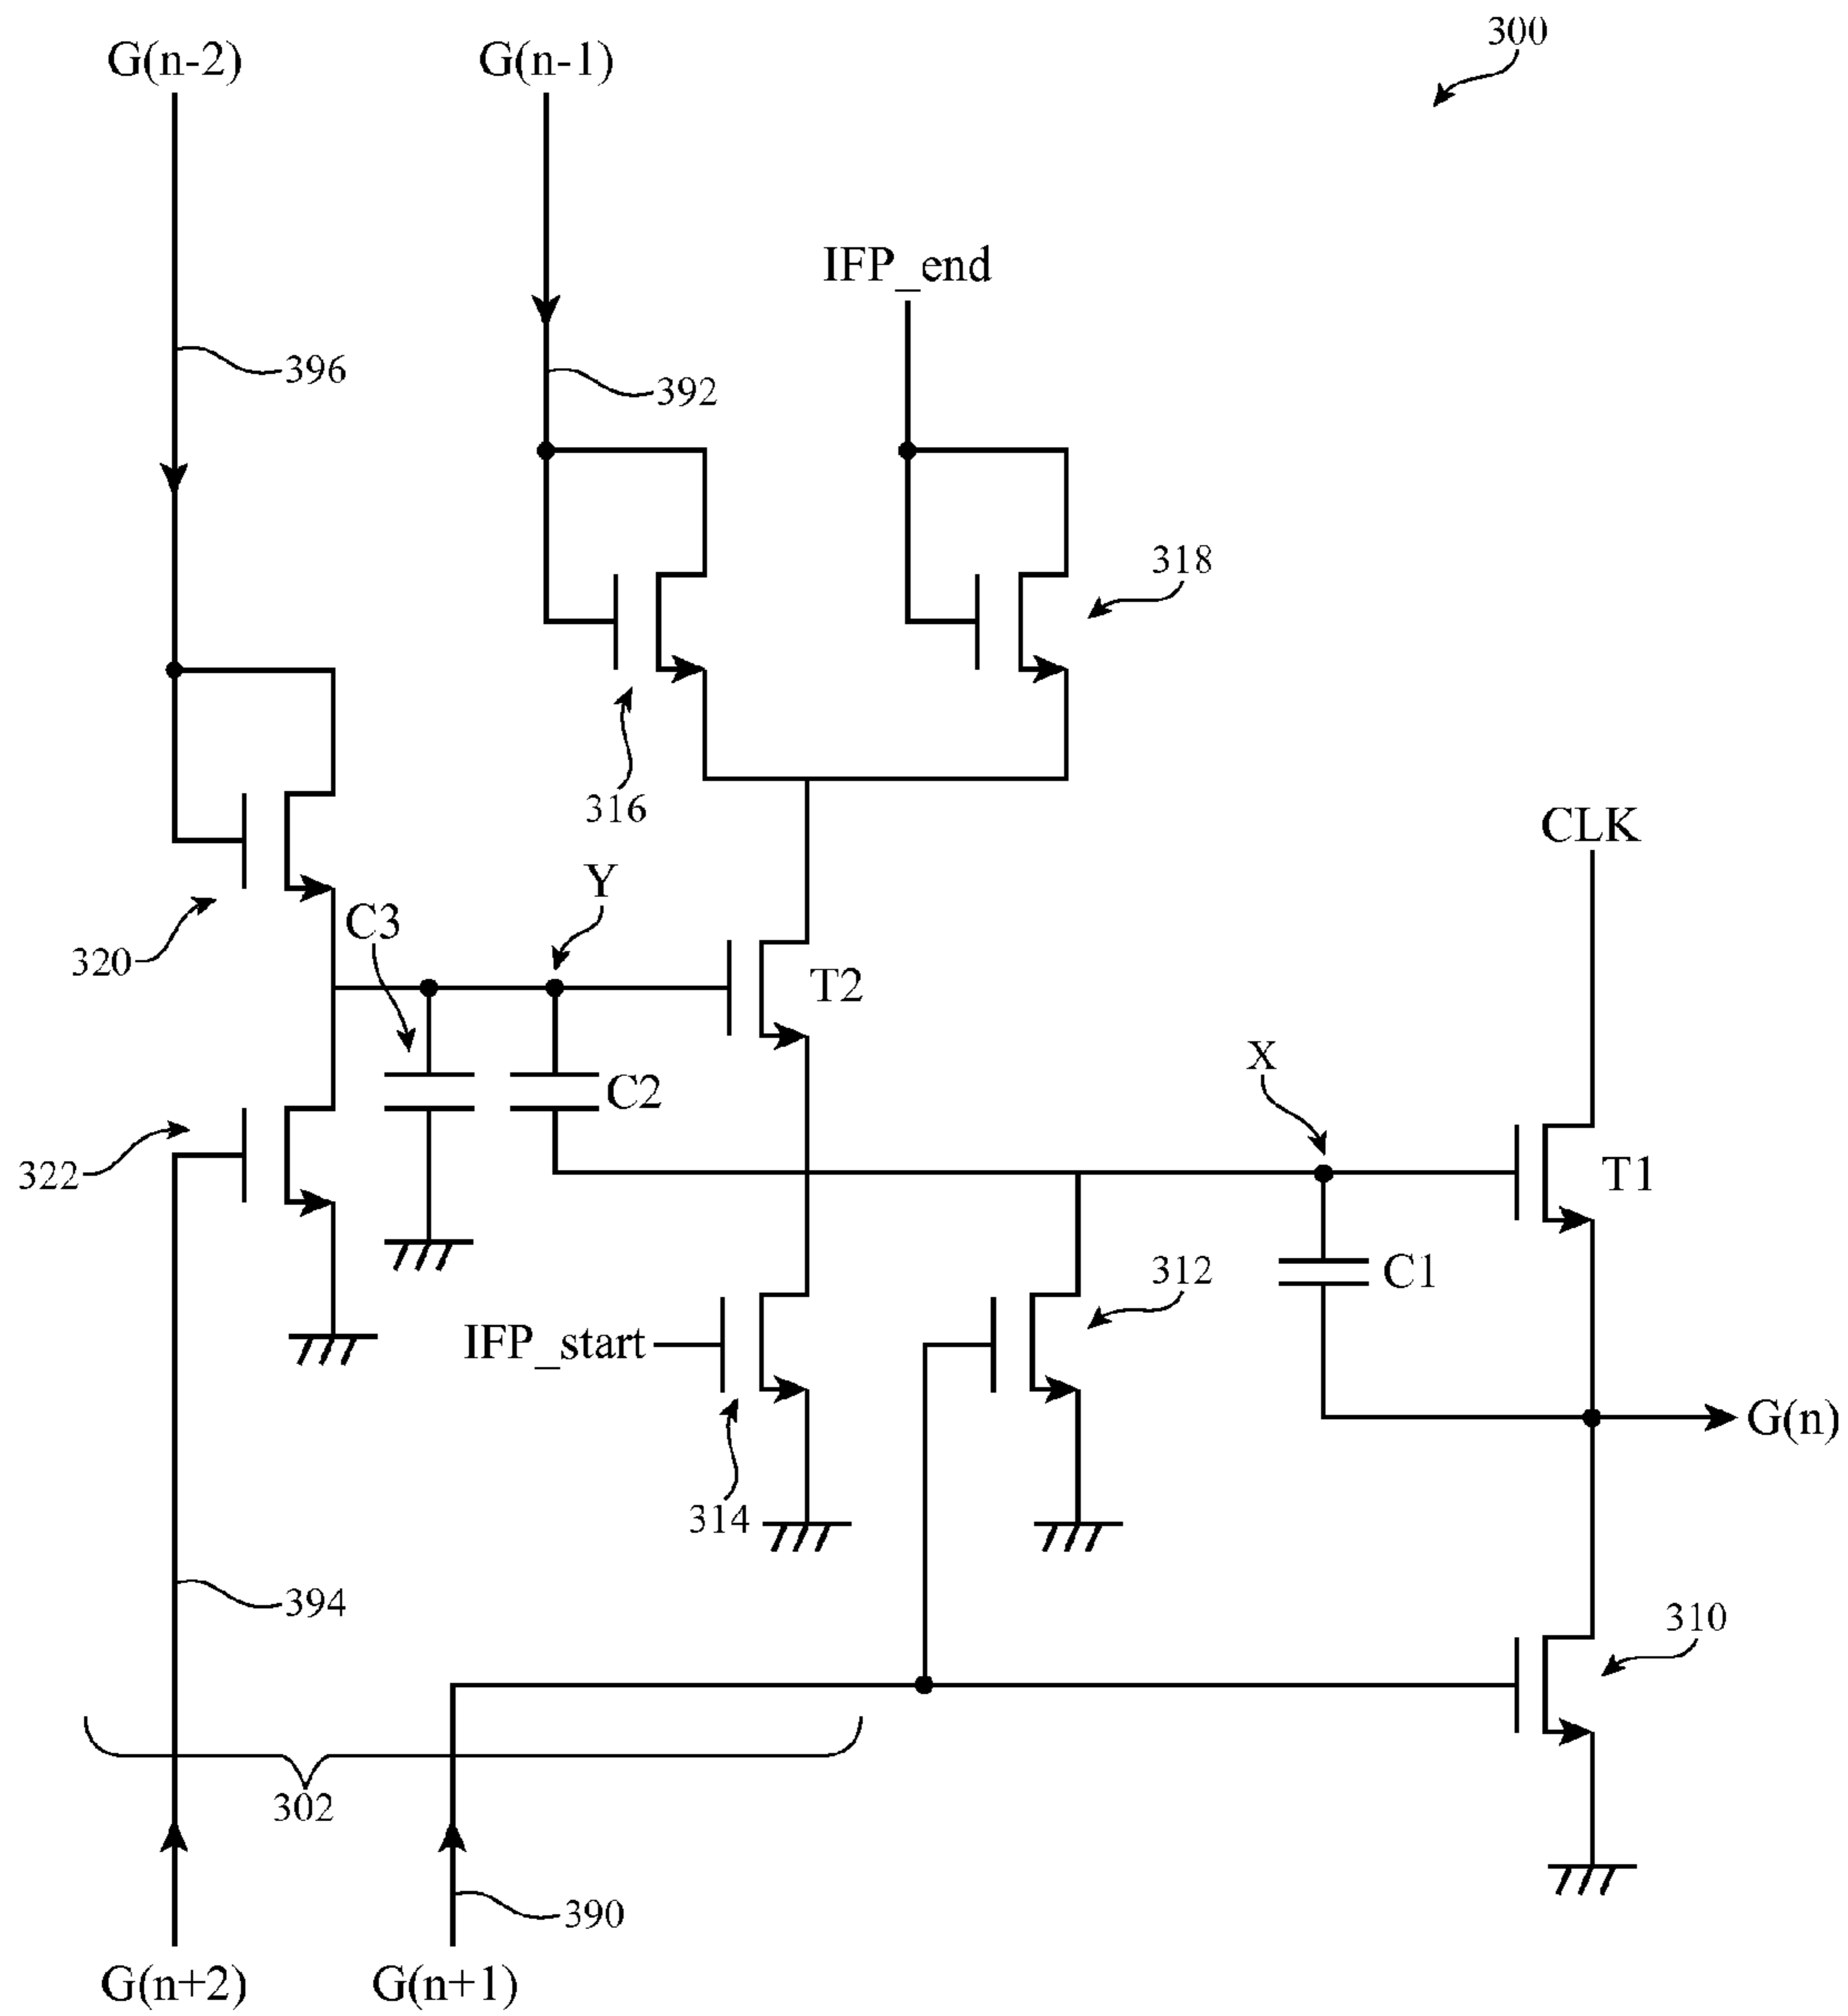 300
G(n-2)
G(n-1)
IFP_end
396
392
318
316
CLK
Y
C3
320
T2
X
C2
322
T1
312
C1
IFP_start
G(n)
314
394
310
302
390
G(n+2)
G(n+1)